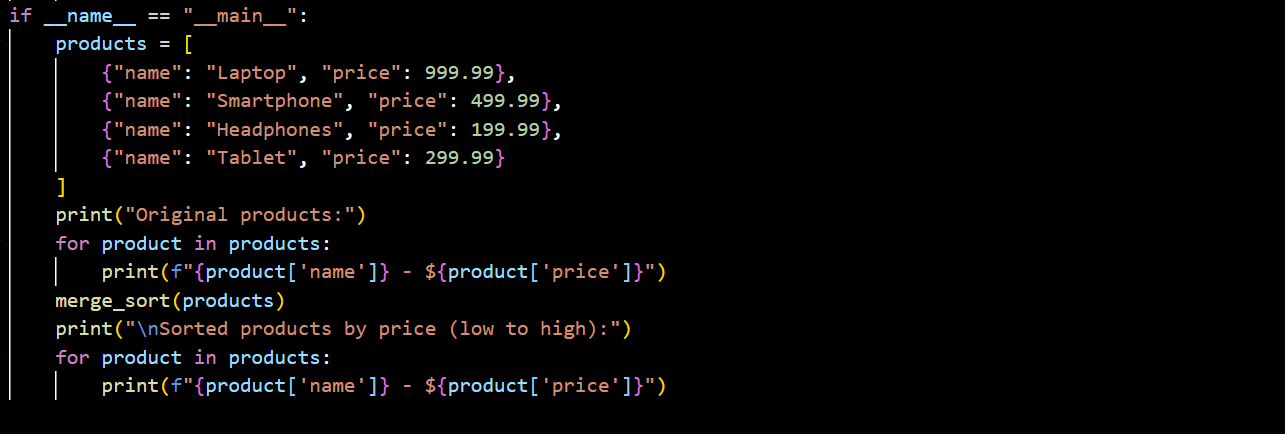 if __name__ == "__main__":
    products = [
        {"name": "Laptop", "price": 999.99},
        {"name": "Smartphone", "price": 499.99},
        {"name": "Headphones", "price": 199.99},
        {"name": "Tablet", "price": 299.99}
    ]
    print("Original products:")
    for product in products:
        print(f"{product['name']} - ${product['price']}")
    merge_sort(products)
    print("\nSorted products by price (low to high):")
    for product in products:
        print(f"{product['name']} - ${product['price']}")